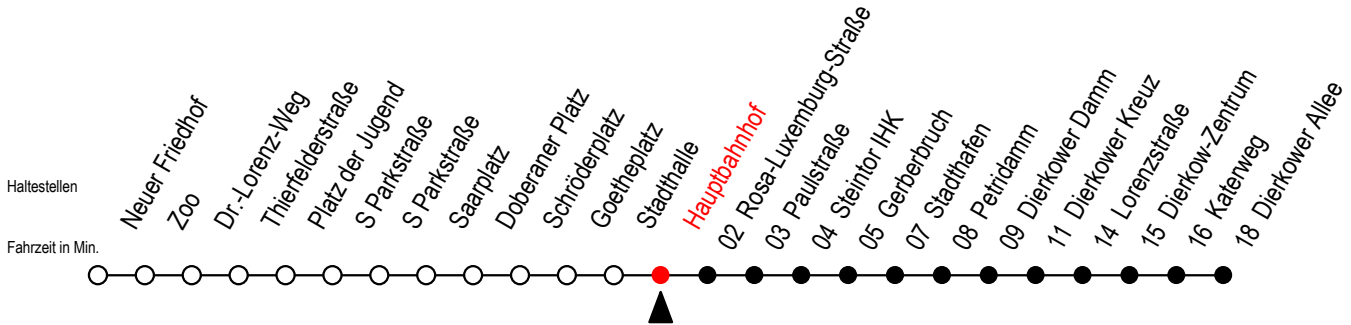 Haltestellen
Fahrzeit in Min.
Neuer Friedhof
Zoo
Dr.-Lorenz-Weg
Thierfelderstraße
Platz der Jugend
S Parkstraße
S Parkstraße
Saarplatz
Doberaner Platz
Schröderplatz
Goetheplatz
Stadthalle
Hauptbahnhof
02 Rosa-Luxemburg-Straße
03 Paulstraße
04 Steintor IHK
05 Gerberbruch
07 Stadthafen
08 Petridamm
09 Dierkower Damm
11 Dierkower Kreuz
14 Lorenzstraße
15 Dierkow-Zentrum
16 Katerweg
18 Dierkower Allee